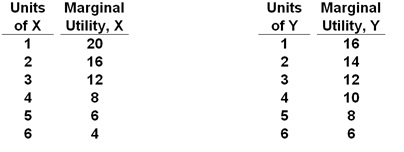 Units Marginal Units Marginal
of X Utility, X of Y Utility, Y
1 20 1 16
2 16 2 14
3 12 3 12
4 8 4 10
5 6 5 8
6 4 6 6